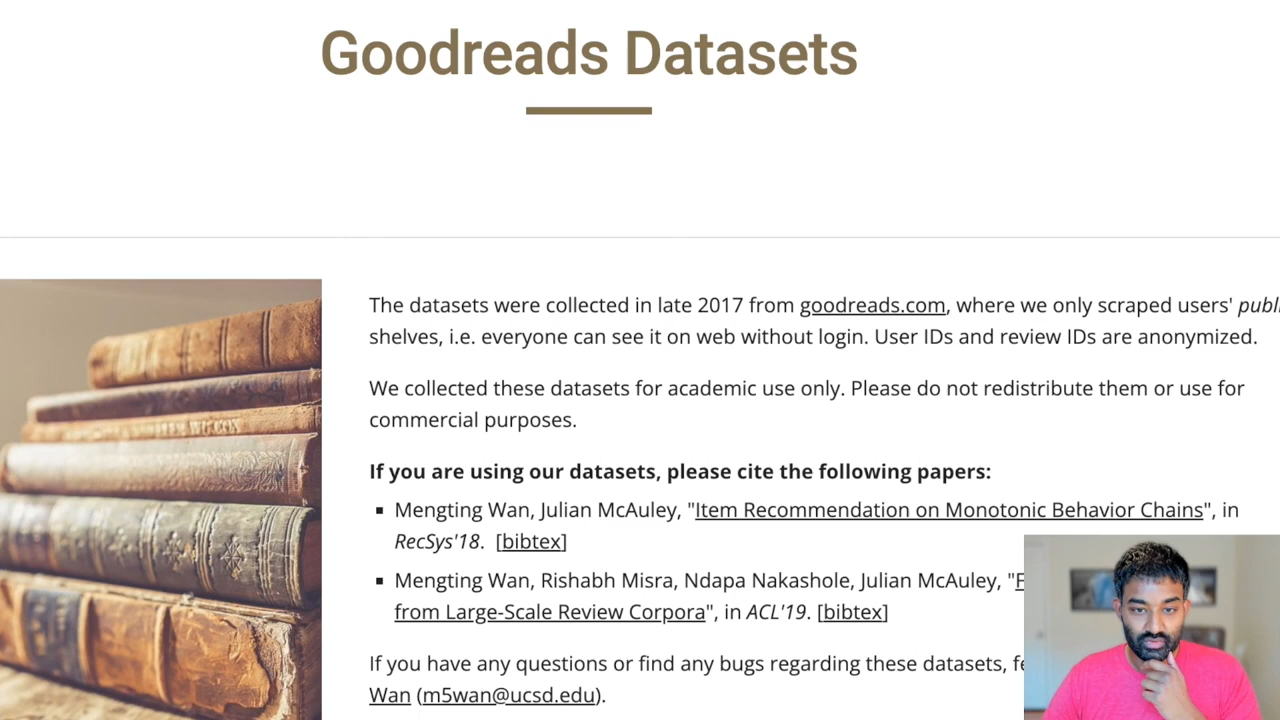 Goodreads Datasets
The datasets were collected in late 2017 from goodreads.com, where we only scraped users'
shelves, i.e. everyone can see it on web without login. User IDs and review IDs are anonymized.
We collected these datasets for academic use only. Please do not redistribute them or use for
commercial purposes.
If you are using our datasets, please cite the following papers:
▪ Mengting Wan, Julian McAuley, "Item Recommendation on Monotonic Behavior Chains", in
RecSys'18. [bibtex]
▪ Mengting Wan, Rishabh Misra, Ndapa Nakashole, Julian McAuley, "
from Large-Scale Review Corpora", in ACL'19. [bibtex]
If you have any questions or find any bugs regarding these datasets,
Wan (m5wan@ucsd.edu).